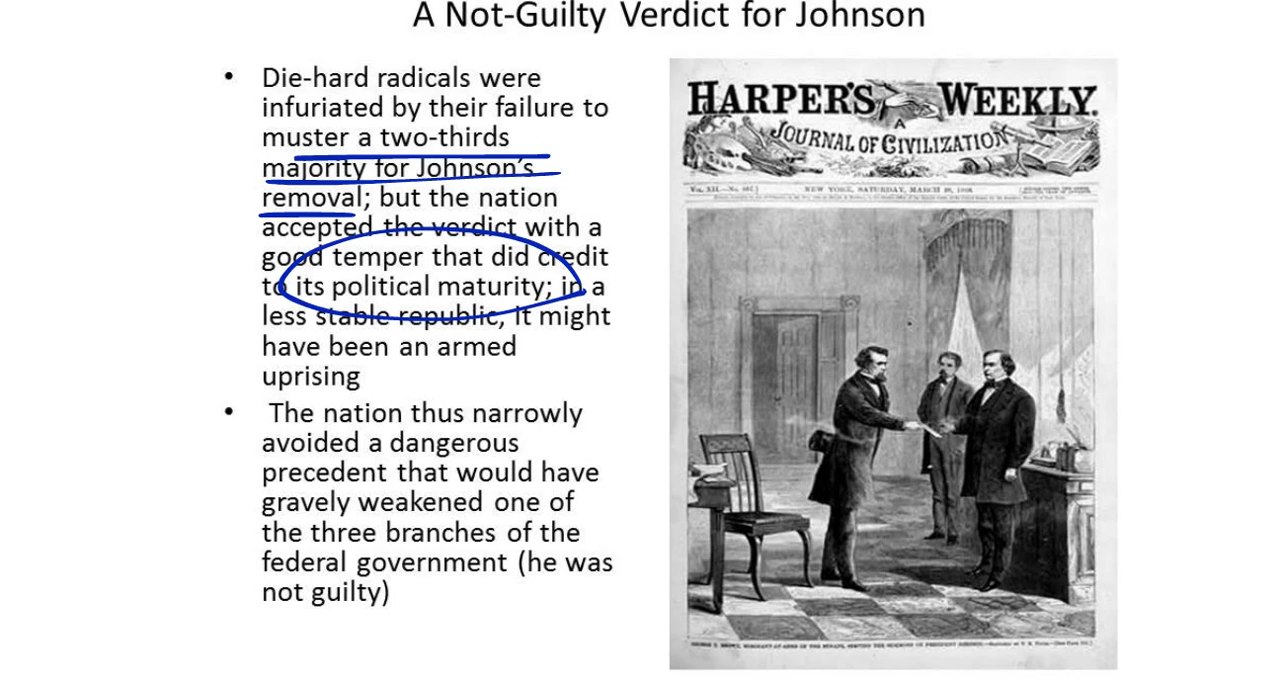 A Not-Guilty Verdict for Johnson
• Die-hard radicals were
infuriated by their failure to
muster a two-thirds
majority for Johnson's
removal; but the nation
accepted the verdict with a
good temper that did credit
to its political maturity; in a
less stable republic, it might
have been an armed
uprising
• The nation thus narrowly
avoided a dangerous
precedent that would have
gravely weakened one of
the three branches of the
federal government (he was
not guilty)
HARPER'S WEEKLY.
A
JOURNAL OF CIVILIZATION
NEW YORK, SATURDAY, MARCH 28, 1868.